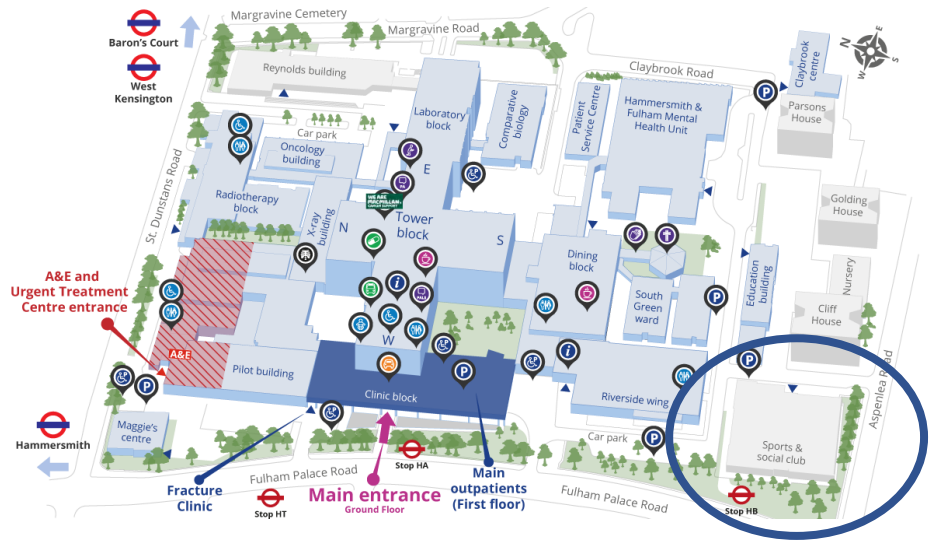 Margravine Cemetery
Margravine Road
Baron's Court
West
Kensington
Reynolds building
Claybrook Road
Claybrook
centre
N
E
S
W
Parsons
House
Laboratory
block
Comparative
biology
Patient
Service Centre
Hammersmith &
Fulham Mental
Health Unit
Car park
Oncology
building
St. Dunstans Road
Radiotherapy
block
X-ray
building
E
WE ARE
MACMILLAN.
CANCER SUPPORT
N
Tower
block
S
W
Golding
House
Nursery
Dining
block
Education
building
South
Green
ward
Cliff
House
A&E and
Urgent Treatment
Centre entrance
A&E
Pilot building
Clinic block
Riverside wing
Aspenlea Road
P
P
P
P
P
P
Maggie's
centre
Hammersmith
Car park
Sports &
social club
Fulham Palace Road
Stop HA
Fracture
Clinic
Stop HT
Main entrance
Ground Floor
Main
outpatients
(First floor)
Fulham Palace Road
Stop HB